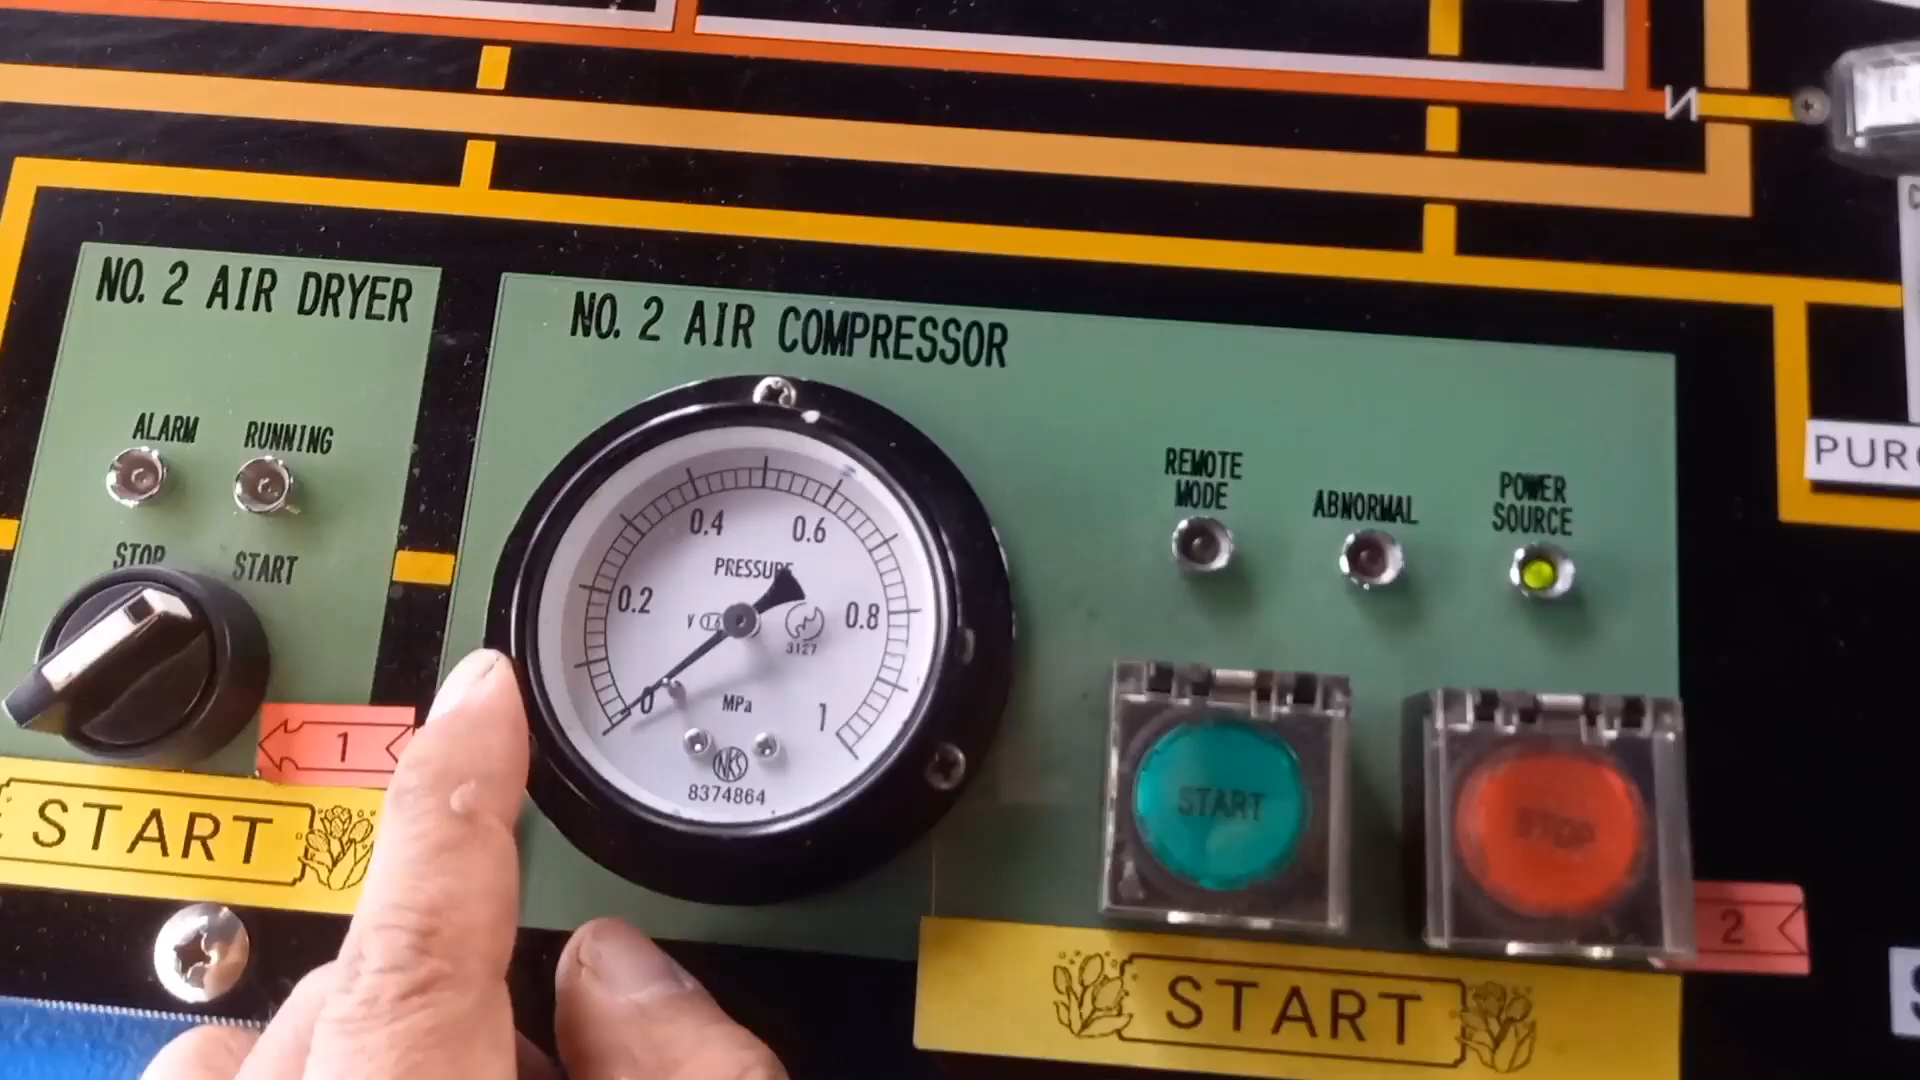 NO. 2 AIR DRYER
ALARM
RUNNING
STOP
START
1
START
NO. 2 AIR COMPRESSOR
0
0.2
0.4
0.6
0.8
1
PRESSURE
3127
MPa
NKS
8374864
REMOTE
MODE
ABNORMAL
POWER
SOURCE
START
STOP
2
START